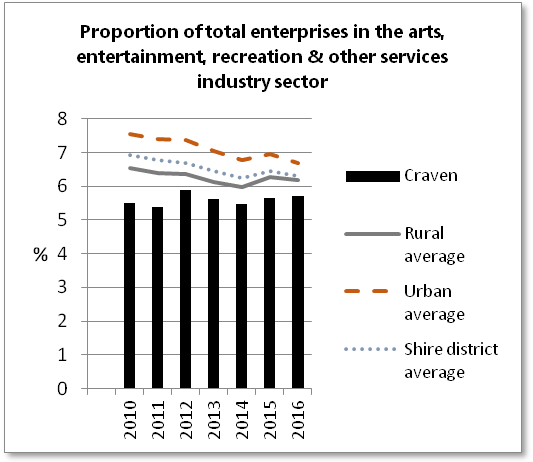 Proportion of total enterprises in the arts,
entertainment, recreation & other services
industry sector
8
7
6
5
4
3
2
1
0
%
2010
2011
2012
2013
2014
2015
2016
Craven
Rural
average
Urban
average
Shire district
average